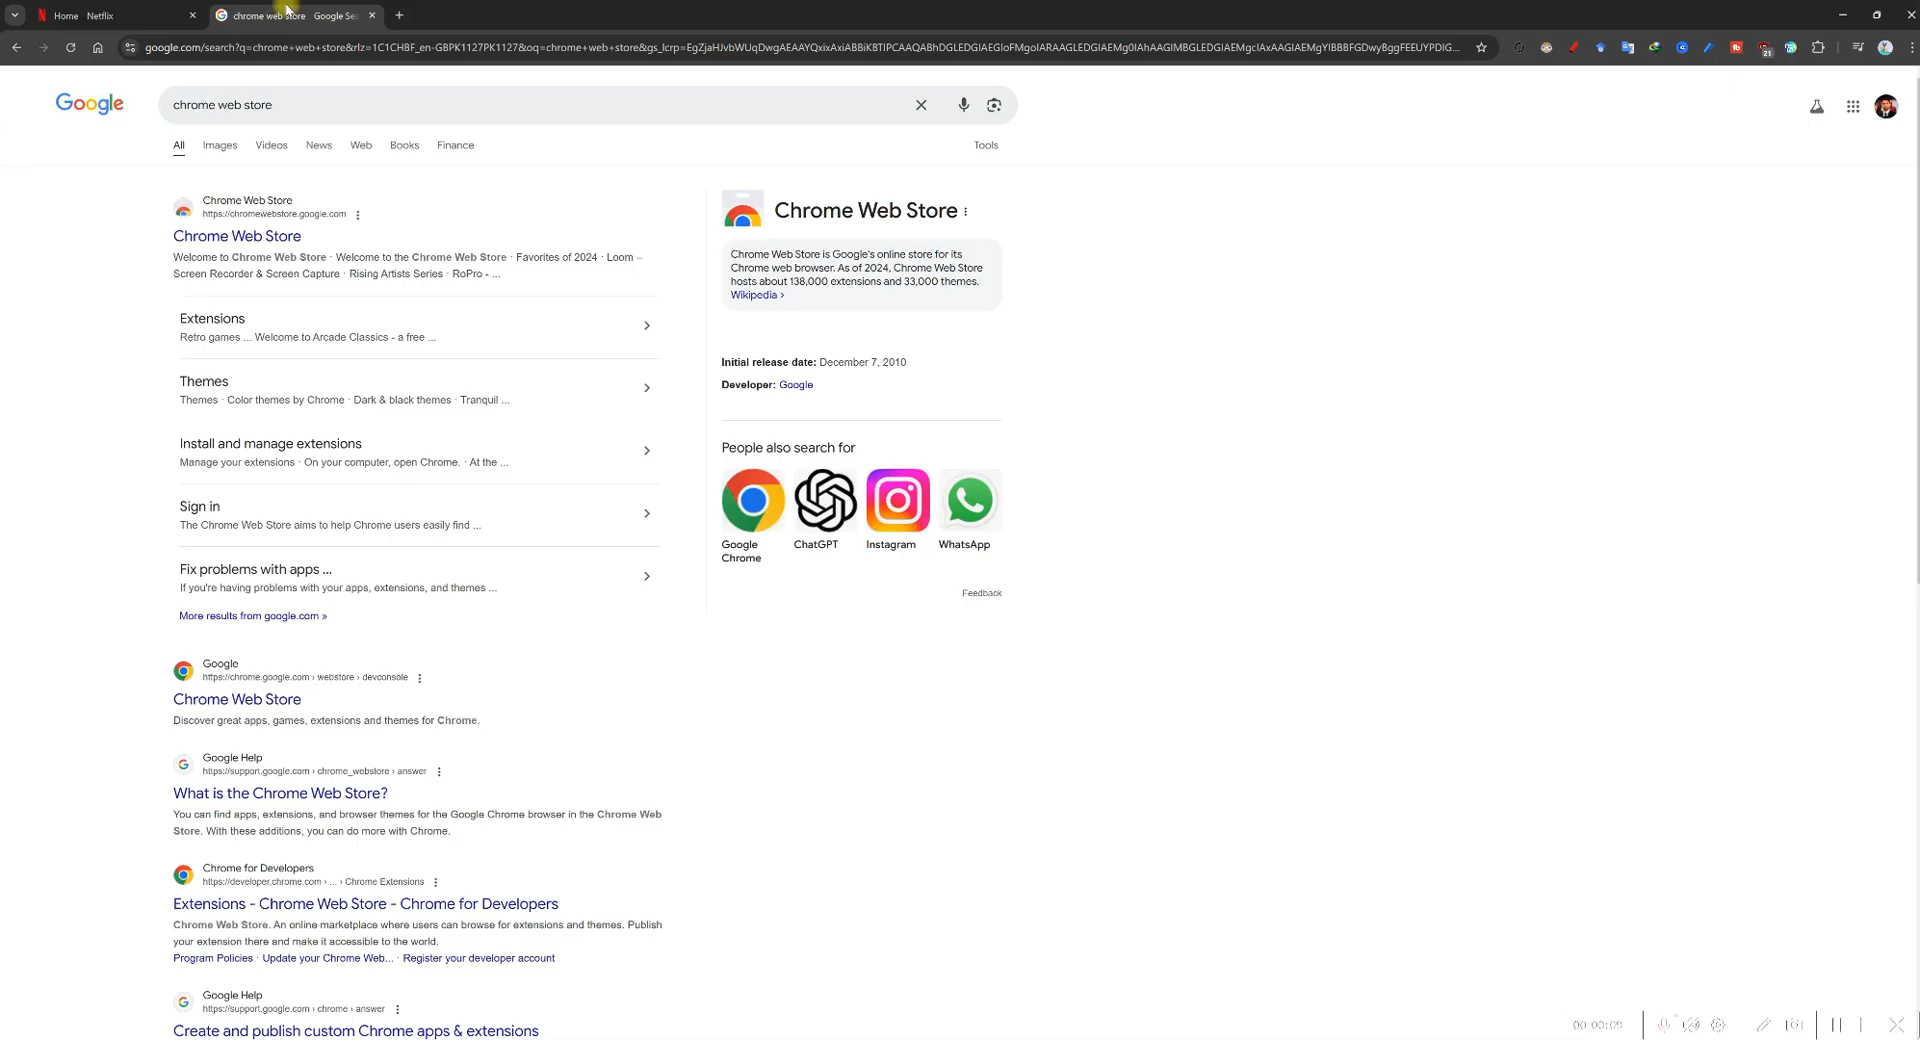 Home Netflix
chrome web store Google Sea
google.com/search?q=chrome+web+store&rlz=1C1CHBF_en-GBPK1127PK1127&oq=chrome+web+store&gs_lcrp=
21
Google
chrome web store
All Images Videos News Web Books Finance Tools
Chrome Web Store
https://chromewebstore.google.com
Chrome Web Store
Welcome to Chrome Web Store · Welcome to the Chrome Web Store · Favorites of 2024 · Loom –
Screen Recorder & Screen Capture · Rising Artists Series · RoPro - ...
Extensions
Retro games ... Welcome to Arcade Classics - a free ...
Themes
Themes · Color themes by Chrome · Dark & black themes · Tranquil ...
Install and manage extensions
Manage your extensions · On your computer, open Chrome. · At the ...
Sign in
The Chrome Web Store aims to help Chrome users easily find ...
Fix problems with apps ...
If you're having problems with your apps, extensions, and themes ...
More results from google.com »
Google
https://chrome.google.com › webstore › devconsole
Chrome Web Store
Discover great apps, games, extensions and themes for Chrome.
Google Help
https://support.google.com › chrome_webstore › answer
What is the Chrome Web Store?
You can find apps, extensions, and browser themes for the Google Chrome browser in the Chrome Web
Store. With these additions, you can do more with Chrome.
Chrome for Developers
https://developer.chrome.com › ... › Chrome Extensions
Extensions - Chrome Web Store - Chrome for Developers
Chrome Web Store. An online marketplace where users can browse for extensions and themes. Publish
your extension there and make it accessible to the world.
Program Policies · Update your Chrome Web... · Register your developer account
Google Help
https://support.google.com › chrome › answer
Create and publish custom Chrome apps & extensions
Chrome Web Store
Chrome Web Store is Google's online store for its
Chrome web browser. As of 2024, Chrome Web Store
hosts about 138,000 extensions and 33,000 themes.
Wikipedia ›
Initial release date: December 7, 2010
Developer: Google
People also search for
Google
Chrome
ChatGPT
Instagram
WhatsApp
Feedback
00:00:09